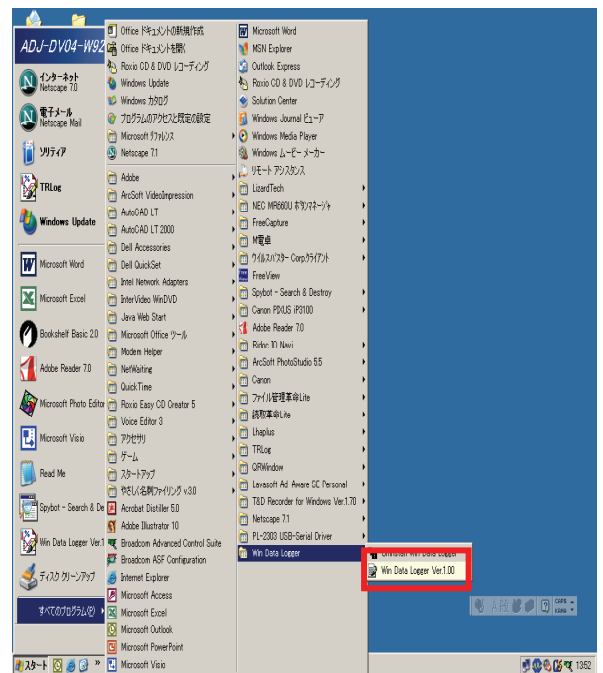 ADJ-DV04-W92
インターネット
Netscape 7.0
電子メール
Netscape Mail
ソリティア
TRLog
Windows Update
Microsoft Word
Microsoft Excel
Bookshelf Basic 2.0
Adobe Reader 7.0
Microsoft Photo Editor
Microsoft Visio
Read Me
Spybot - Search & De
Win Data Logger Ver.1
ディスク クリーンアップ
すべてのプログラム(P)
Office ドキュメントの新規作成
Office ドキュメントを開く
Roxio CD & DVD レコーディング
Windows Update
Windows カタログ
プログラムのアクセスと既定の設定
Microsoft リファレンス
Netscape 7.1
Adobe
ArcSoft VideoImpression
AutoCAD LT
AutoCAD LT 2000
Dell Accessories
Dell QuickSet
Intel Network Adapters
InterVideo WinDVD
Java Web Start
Microsoft Office ツール
Modem Helper
NetWaiting
QuickTime
Roxio Easy CD Creator 5
Voice Editor 3
アクセサリ
ゲーム
スタートアップ
やさしく名刺ファイリング v.3.0
Acrobat Distiller 5.0
Adobe Illustrator 10
Broadcom Advanced Control Suite
Broadcom ASF Configuration
Internet Explorer
Microsoft Access
Microsoft Excel
Microsoft Outlook
Microsoft PowerPoint
Microsoft Visio
Microsoft Word
MSN Explorer
Outlook Express
Roxio CD & DVD レコーディング
Solution Center
Windows Journal ビューア
Windows Media Player
Windows ムービー メーカー
リモート アシスタンス
LizardTech
NEC MR660U ボタンマネージャ
FreeCapture
M電卓
ウイルスバスター Corp.クライアント
FreeView
Spybot - Search & Destroy
Canon PIXUS iP3100
Adobe Reader 7.0
Ridoc IO Navi
ArcSoft PhotoStudio 5.5
Canon
ファイル管理革命Lite
読取革命Lite
Lhaplus
TRLog
QRWindow
Lavasoft Ad-Aware SE Personal
T&D Recorder for Windows Ver.1.70
Netscape 7.1
PL-2303 USB-Serial Driver
Win Data Logger
UnInstall Win Data Logger
Win Data Logger Ver.1.00
A 般
CAPS
KANA
スタート
13:52